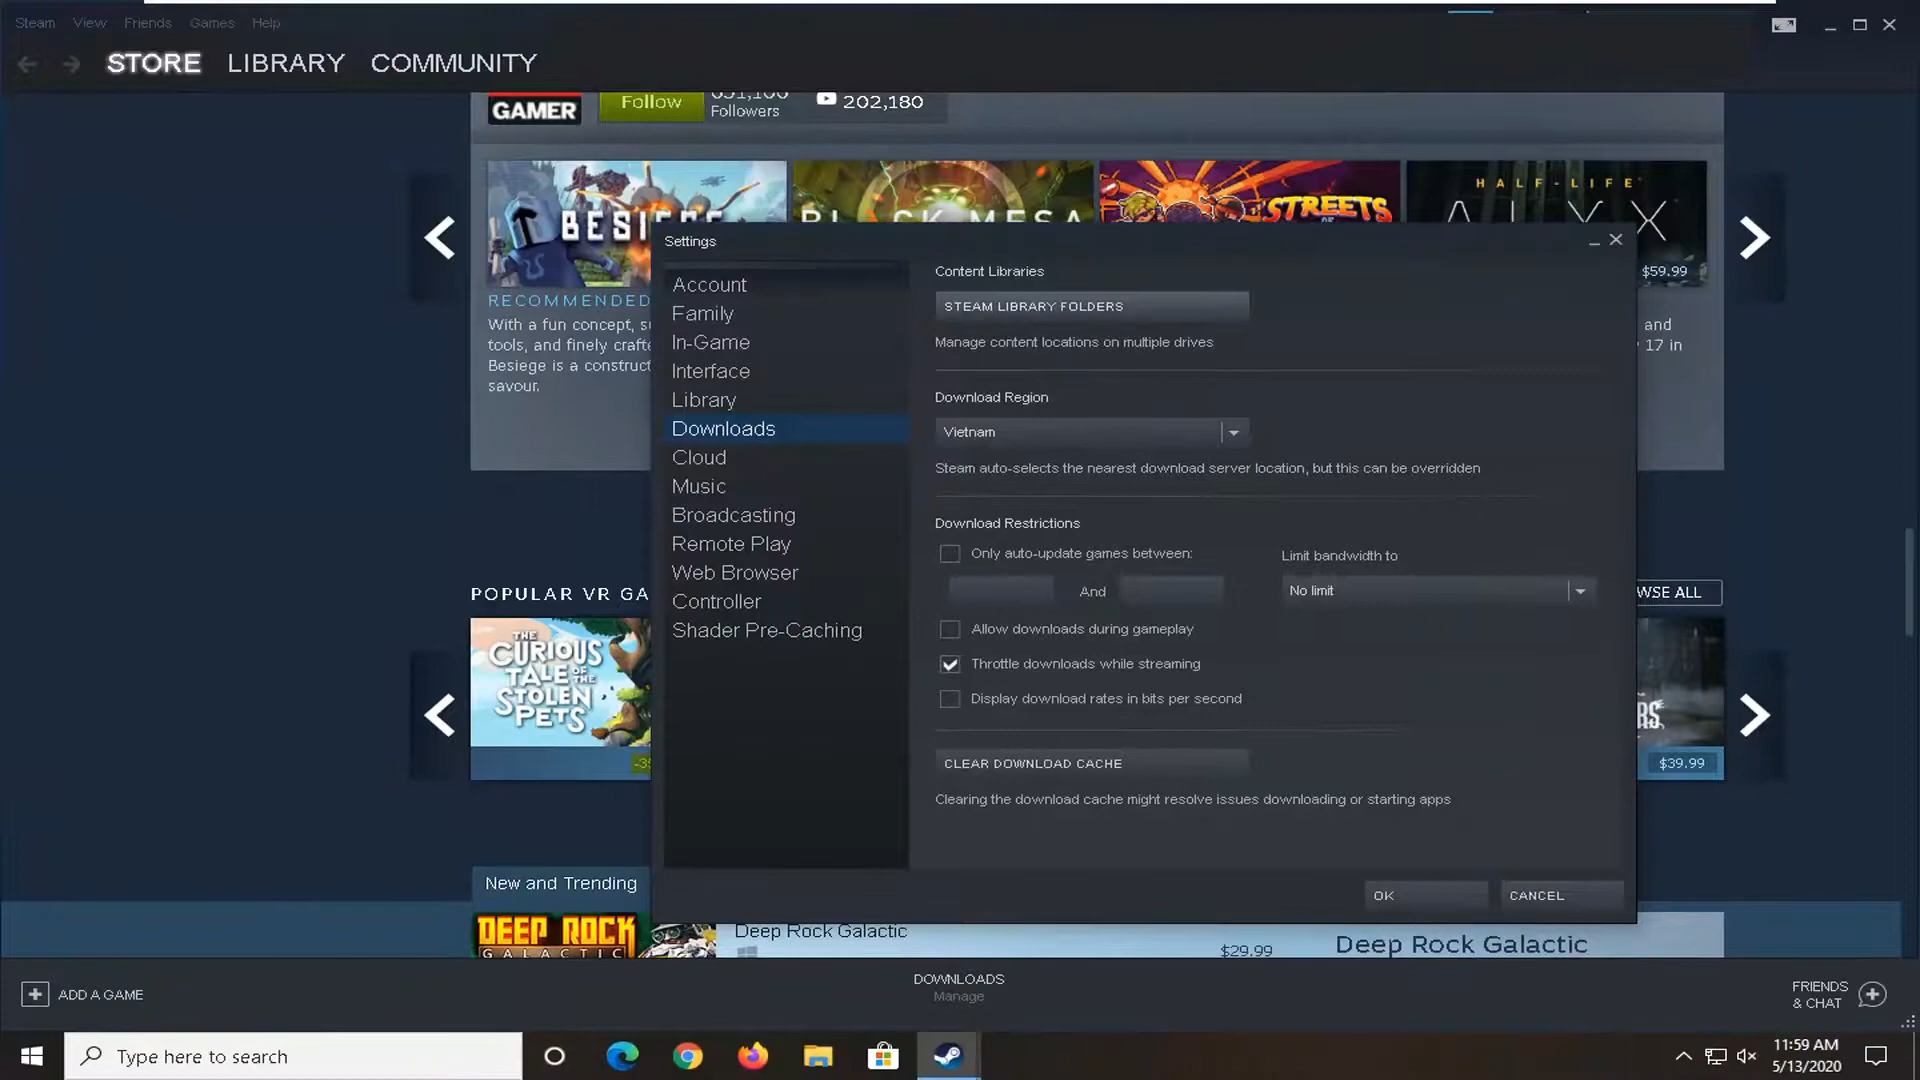 Steam View Friends Games Help
STORE LIBRARY COMMUNITY
GAMER Follow Followers 202,180
BESIEGE BLACK MESA STREETS HALF-LIFE ALYX
$59.99
RECOMMENDED
With a fun concept,
tools, and finely
Besiege is a
savour.
and
17 in
Settings
Account
Family
In-Game
Interface
Library
Downloads
Cloud
Music
Broadcasting
Remote Play
Web Browser
Controller
Shader Pre-Caching
Content Libraries
STEAM LIBRARY FOLDERS
Manage content locations on multiple drives
Download Region
Vietnam
Steam auto-selects the nearest download server location, but this can be overridden
Download Restrictions
Only auto-update games between:
And
Limit bandwidth to
No limit
Allow downloads during gameplay
Throttle downloads while streaming
Display download rates in bits per second
CLEAR DOWNLOAD CACHE
Clearing the download cache might resolve issues downloading or starting apps
OK CANCEL
POPULAR VR GA
WSE ALL
THE
CURIOUS
TALE OF THE
STOLEN
PETS
RS
$39.99
New and Trending
DEEP ROCK
GALACTIC
Deep Rock Galactic
$29.99
Deep Rock Galactic
ADD A GAME
DOWNLOADS
Manage
FRIENDS
& CHAT
Type here to search
11:59 AM
5/13/2020